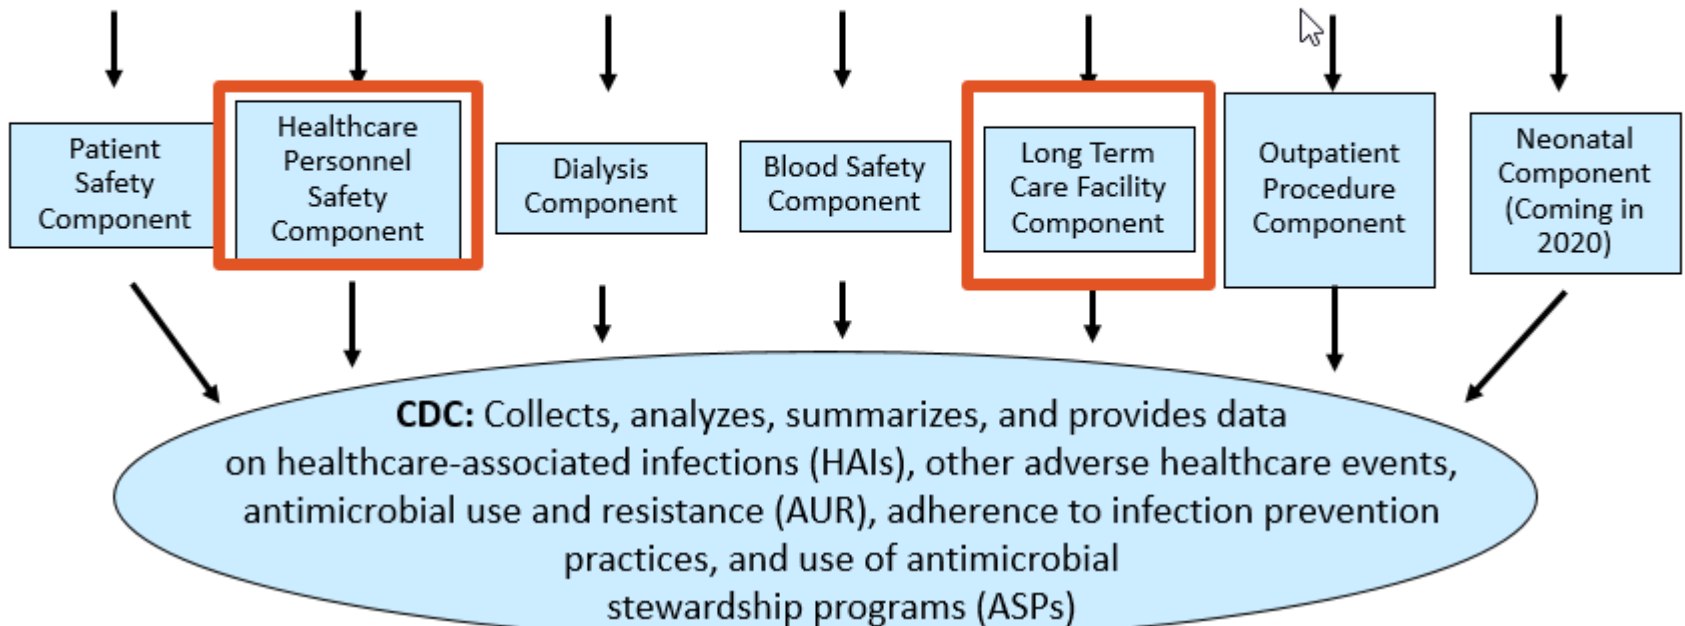 Patient
Safety
Component
Healthcare
Personnel
Safety
Component
Dialysis
Component
Blood Safety
Component
Long Term
Care Facility
Component
Outpatient
Procedure
Component
Neonatal
Component
(Coming in
2020)
CDC: Collects, analyzes, summarizes, and provides data
on healthcare-associated infections (HAIs), other adverse healthcare events,
antimicrobial use and resistance (AUR), adherence to infection prevention
practices, and use of antimicrobial
stewardship programs (ASPs)